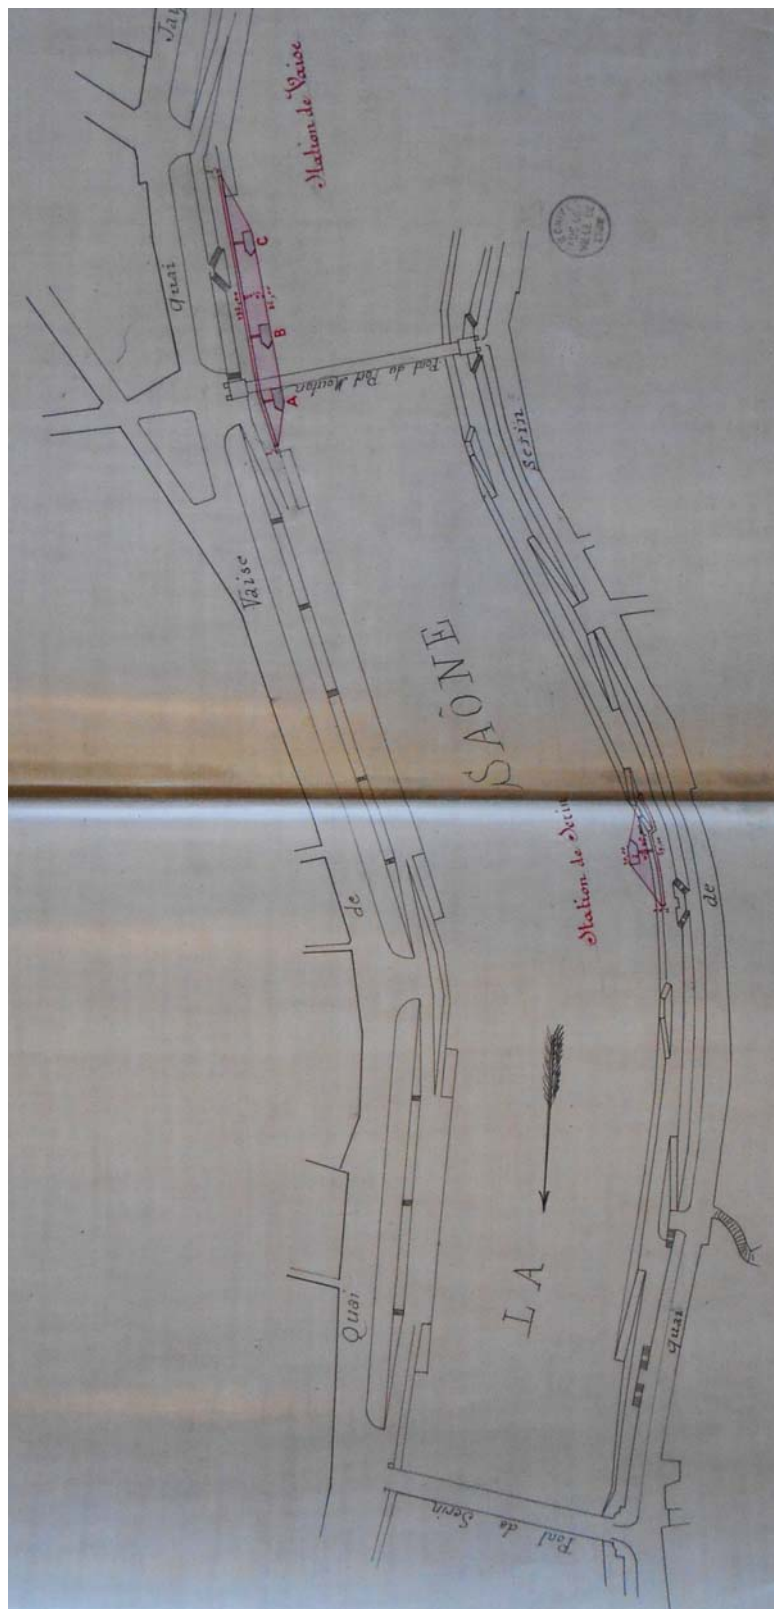 Quai
Station de Vaise
C
B
A
Pont du Port Mouton
Serin
Vaise
LA SAÔNE
Station de Serin
de
de
Quai
Quai
Pont de Serin